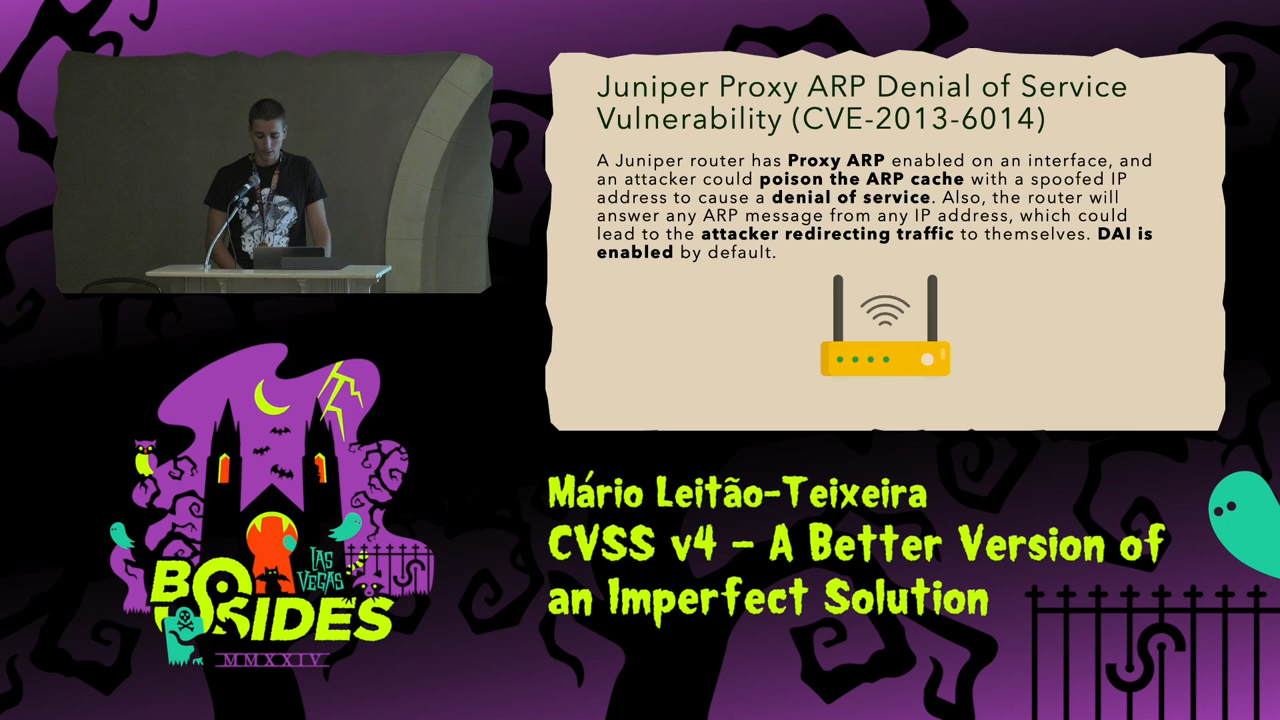 Juniper Proxy ARP Denial of Service
Vulnerability (CVE-2013-6014)
A Juniper router has Proxy ARP enabled on an interface, and
an attacker could poison the ARP cache with a spoofed IP
address to cause a denial of service. Also, the router will
answer any ARP message from any IP address, which could
lead to the attacker redirecting traffic to themselves. DAI is
enabled by default.
LAS
VEGAS
BSIDES
MMXXIV
Mário Leitão-Teixeira
CVSS v4 - A Better Version of
an Imperfect Solution